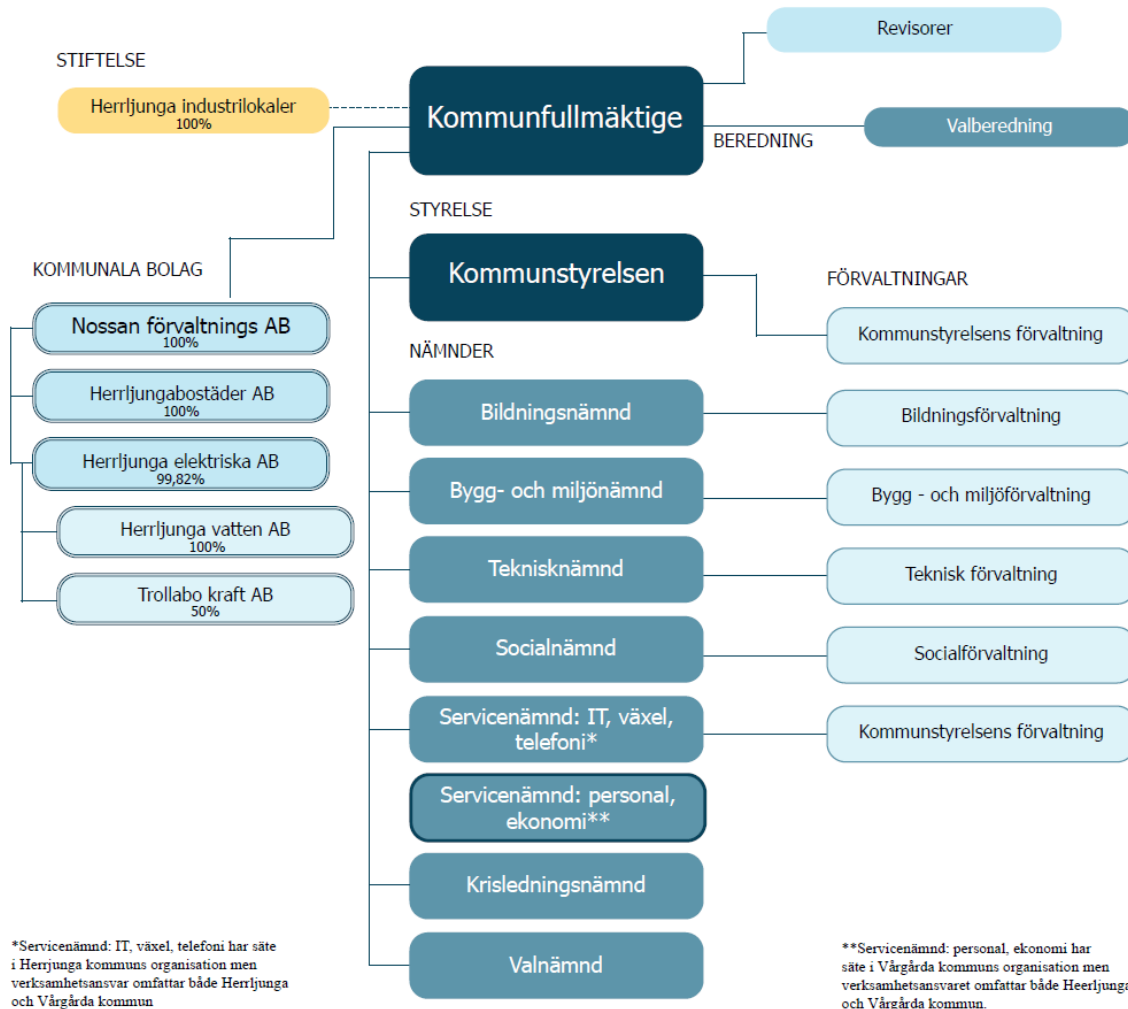 Revisorer
STIFTELSE
Herrljunga industrilokaler
100%
Kommunfullmäktige
BEREDNING
Valberedning
STYRELSE
Kommunstyrelsen
KOMMUNALA BOLAG
Nossan förvaltnings AB
100%
Herrljungabostäder AB
100%
Herrljunga elektriska AB
99,82%
Herrljunga vatten AB
100%
Trollabo kraft AB
50%
FÖRVALTNINGAR
Kommunstyrelsens förvaltning
NÄMNDER
Bildningsnämnd
Bildningsförvaltning
Bygg- och miljönämnd
Bygg - och miljöförvaltning
Teknisknämnd
Teknisk förvaltning
Socialnämnd
Socialförvaltning
Servicenämnd: IT, växel,
telefoni*
Kommunstyrelsens förvaltning
Servicenämnd: personal,
ekonomi**
Krisledningsnämnd
Valnämnd
*Servicenämnd: IT, växel, telefoni har säte
i Herrjunga kommuns organisation men
verksamhetsansvar omfattar både Herrljunga
och Vårgårda kommun
**Servicenämnd: personal, ekonomi har
säte i Vårgårda kommuns organisation men
verksamhetsansvaret omfattar både Heerljunga
och Vårgårda kommun.